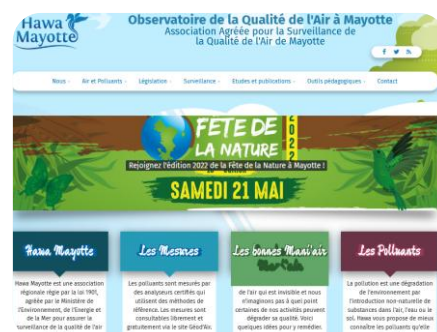 Hawa
Mayotte
Observatoire de la Qualité de l'Air à Mayotte
Association Agréée pour la Surveillance de
la Qualité de l'Air de Mayotte
Nous
Air et Polluants
Législation
Surveillance
Etudes et publications
Outils pédagogiques
Contact
FÊTE DE
LA NATURE
2022
Rejoignez l'édition 2022 de la Fête de la Nature à Mayotte !
SAMEDI 21 MAI
Hawa Mayotte
Hawa Mayotte est une association
régionale régie par la loi 1901,
agréée par le Ministère de
l'Environnement, de l'Énergie et
de la Mer pour assurer la
surveillance de la qualité de l'air
Les Mesures
Les polluants sont mesurés par
des analyseurs certifiés qui
utilisent des méthodes de
référence. Les mesures sont
consultables librement et
gratuitement via le site Géod'Air.
Les bonnes Mani'air
de l'air qui est invisible et nous
n'imaginons pas à quel point
certaines de nos activités peuvent
dégrader sa qualité. Voici
quelques idées pour y remédier.
Les Polluants
La pollution est une dégradation
de l'environnement par
l'introduction non-naturelle de
substances dans l'air, l'eau ou le
sol. Hawa vous propose de mieux
connaître les polluants qu'elle